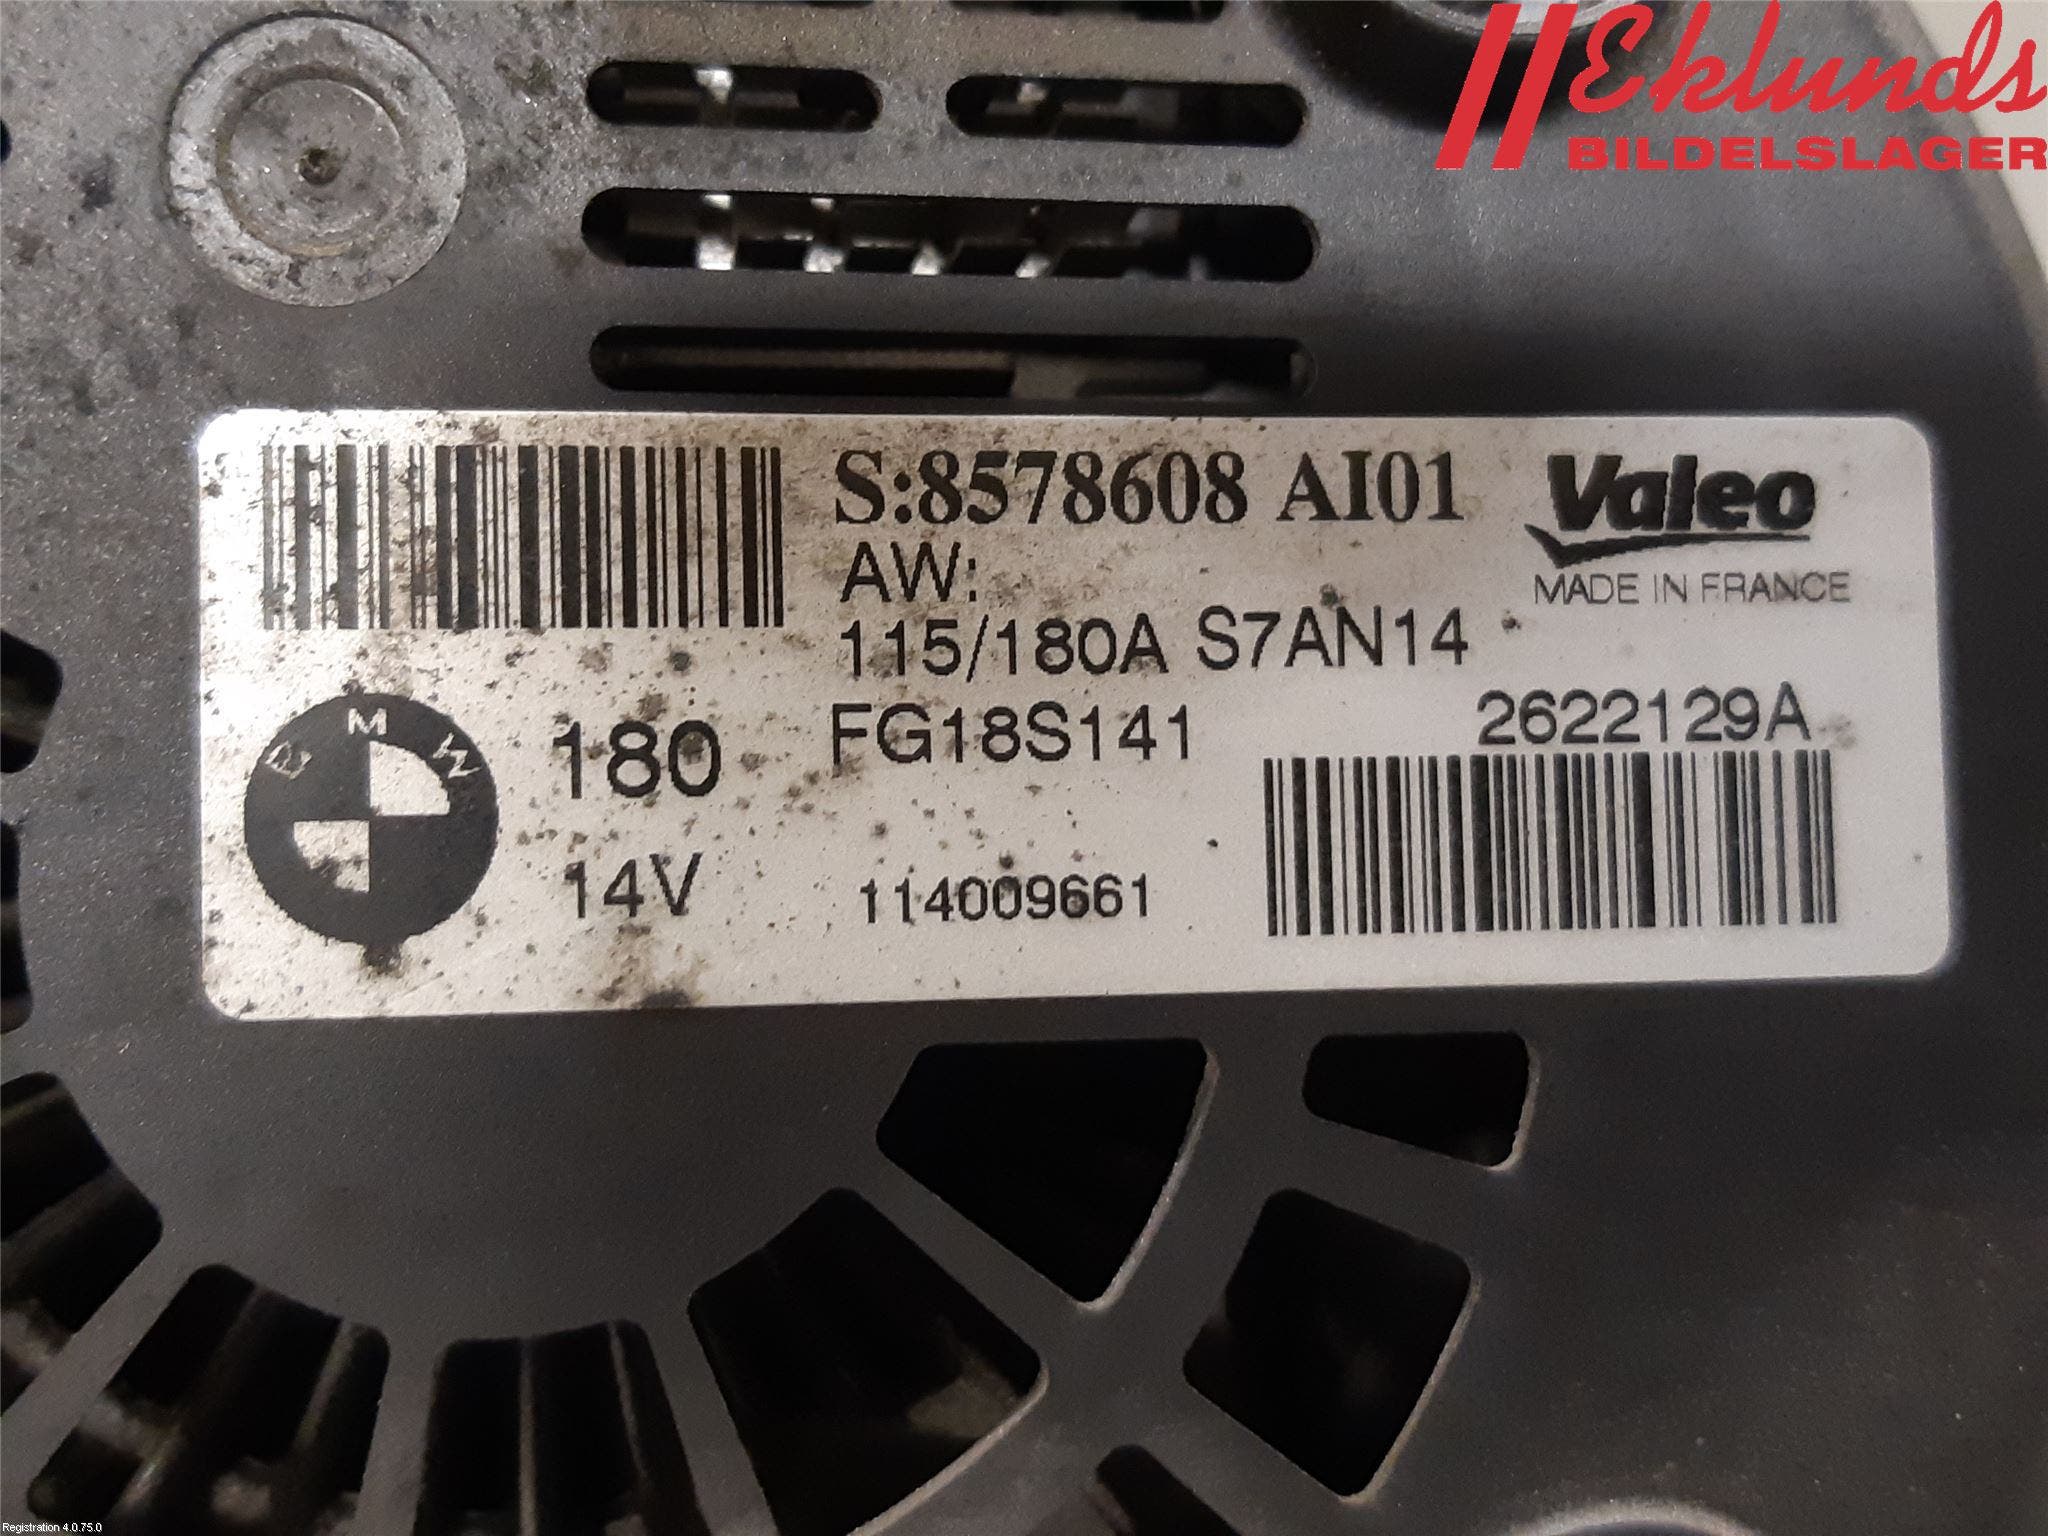 Eklunds
BILDELSLAGER
S:8578608 AI01
Valeo
AW:
MADE IN FRANCE
115/180A S7AN14
BMW
180
FG18S141
2622129A
14V
114009661
Registration 4.0.75.0